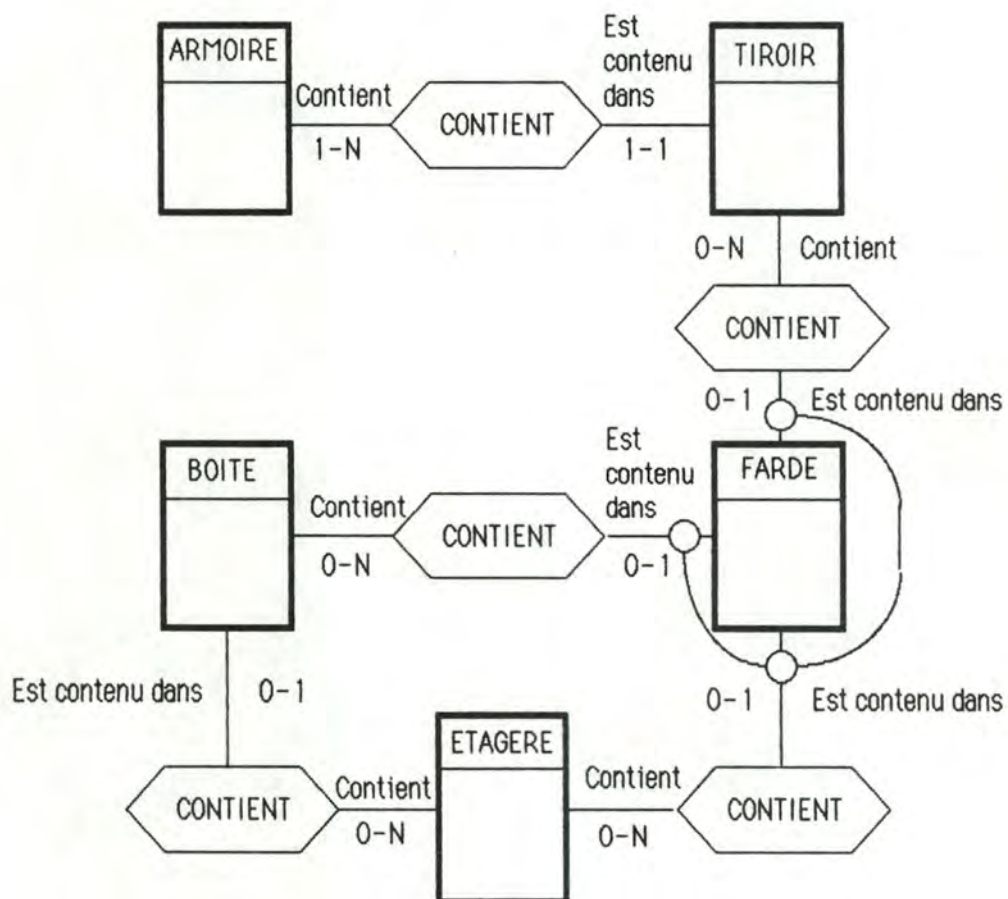 ARMOIRE
Contient
1-N
CONTIENT
Est
contenu
dans
1-1
TIROIR
0-N
Contient
CONTIENT
0-1
Est contenu dans
BOITE
Contient
0-N
CONTIENT
Est
contenu
dans
0-1
FARDE
Est contenu dans
0-1
0-1
Est contenu dans
CONTIENT
Contient
0-N
ETAGERE
Contient
0-N
CONTIENT